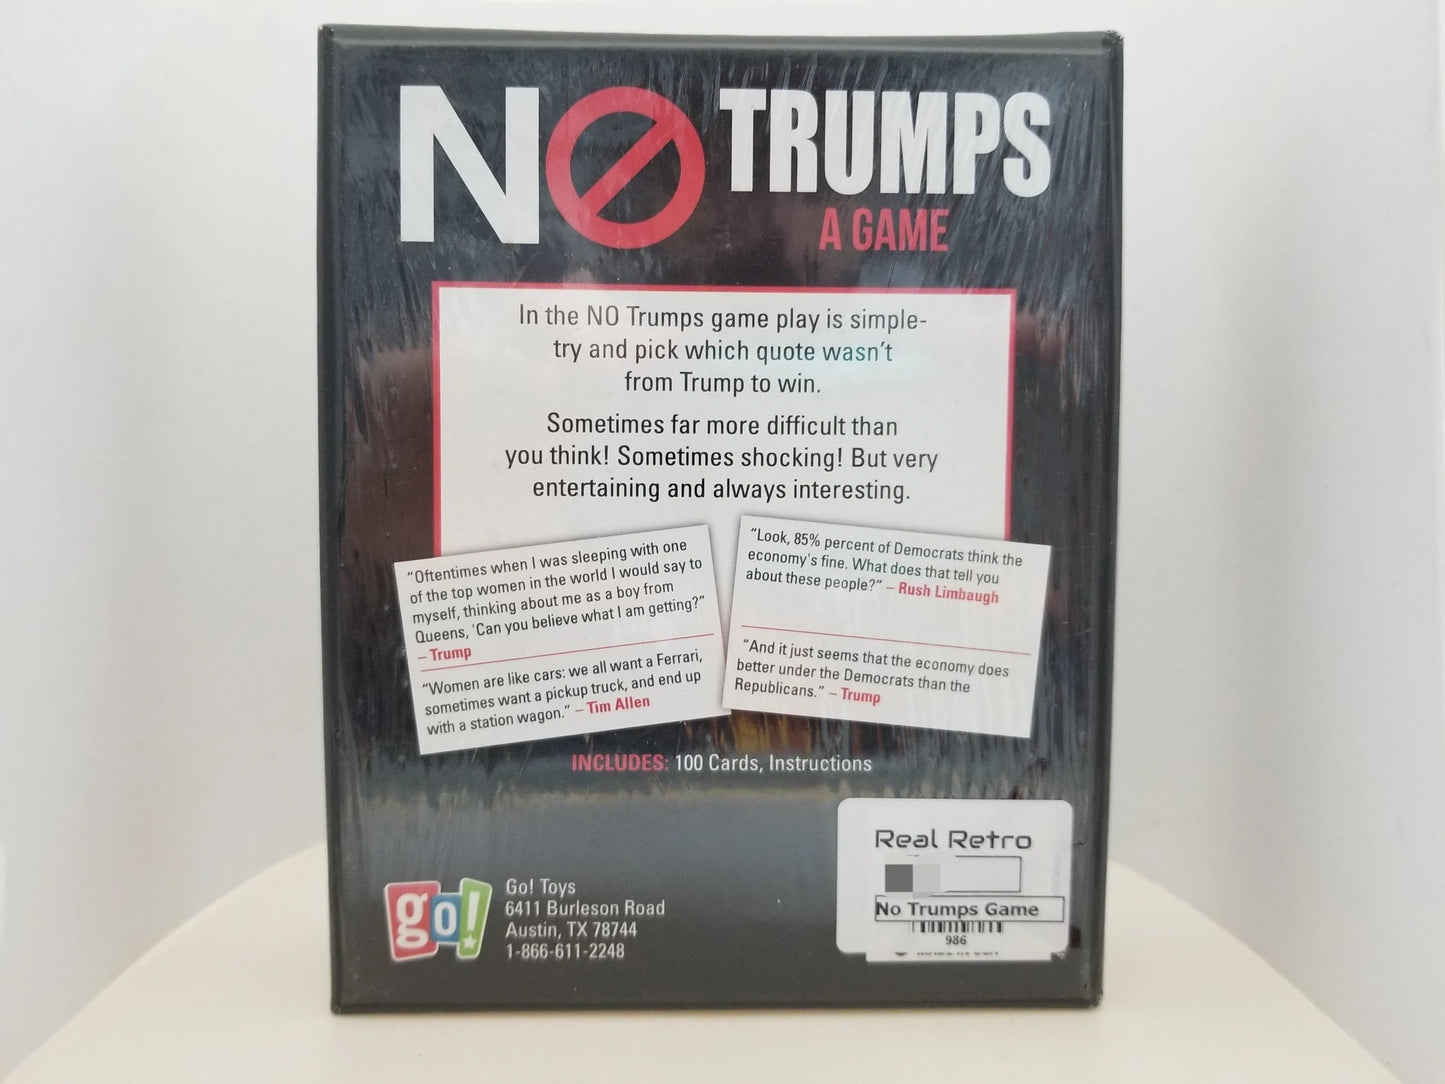 NO TRUMPS
A GAME
In the NO Trumps game play is simple-
try and pick which quote wasn't
from Trump to win.
Sometimes far more difficult than
you think! Sometimes shocking! But very
entertaining and always interesting.
"Oftentimes when I was sleeping with one
of the top women in the world I would say to
myself, thinking about me as a boy from
Queens, 'Can you believe what I am getting?"
– Trump
"Women are like cars: we all want a Ferrari,
sometimes want a pickup truck, and end up
with a station wagon." – Tim Allen
"Look, 85% percent of Democrats think the
economy's fine. What does that tell you
about these people?" – Rush Limbaugh
"And it just seems that the economy does
better under the Democrats than the
Republicans." – Trump
INCLUDES: 100 Cards, Instructions
go!
Go! Toys
6411 Burleson Road
Austin, TX 78744
1-866-611-2248
Real Retro
No Trumps Game
986